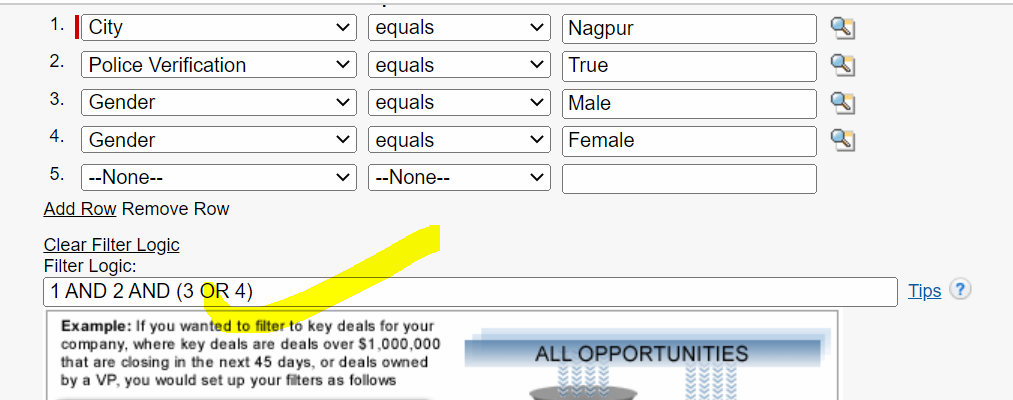 1. City equals Nagpur
2. Police Verification equals True
3. Gender equals Male
4. Gender equals Female
5. --None-- --None--
Add Row Remove Row
Clear Filter Logic
Filter Logic:
1 AND 2 AND (3 OR 4)
Tips ?
Example: If you wanted to filter to key deals for your
company, where key deals are deals over $1,000,000
that are closing in the next 45 days, or deals owned
by a VP, you would set up your filters as follows
ALL OPPORTUNITIES